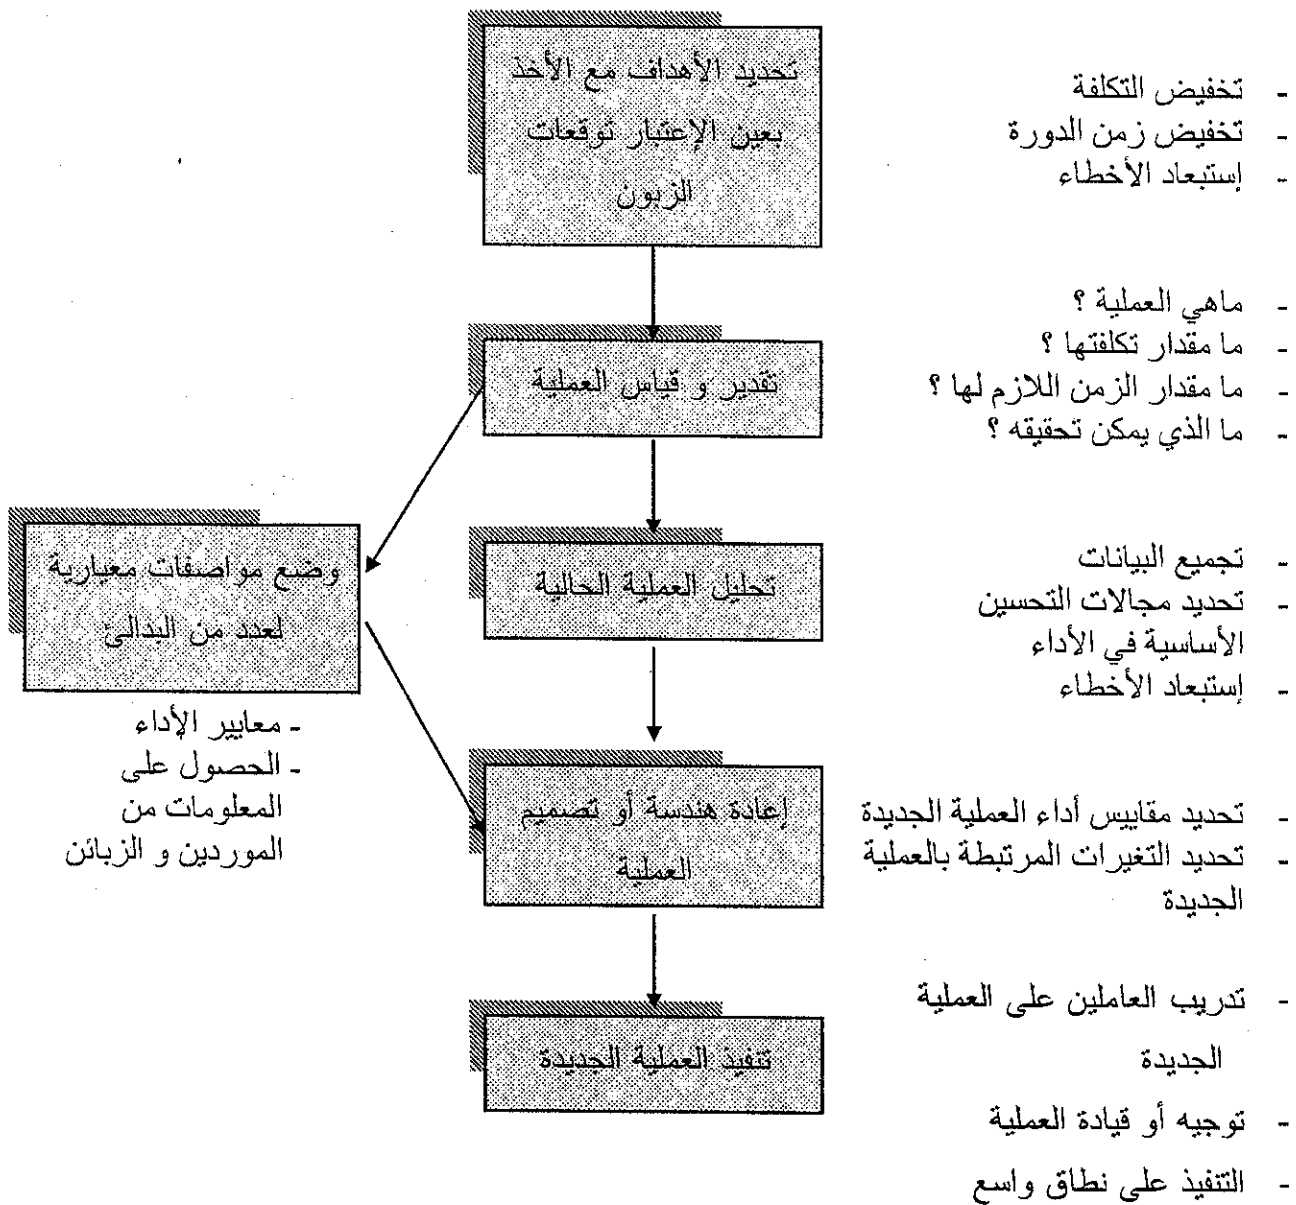 تحديد الأهداف مع الأخذ
بعين الإعتبار توقعات
الزبون
- تخفيض التكلفة
- تخفيض زمن الدورة
- إستبعاد الأخطاء
تقدير و قياس العملية
- ماهي العملية ؟
- ما مقدار تكلفتها ؟
- ما مقدار الزمن اللازم لها ؟
- ما الذي يمكن تحقيقه ؟
تحليل العملية الحالية
- تجميع البيانات
- تحديد مجالات التحسين
الأساسية في الأداء
- إستبعاد الأخطاء
وضع مواصفات معيارية
لعدد من البدائل
- معايير الأداء
- الحصول على
المعلومات من
الموردين و الزبائن
إعادة هندسة أو تصميم
العملية
- تحديد مقاييس أداء العملية الجديدة
- تحديد التغيرات المرتبطة بالعملية
الجديدة
تنفيذ العملية الجديدة
- تدريب العاملين على العملية
الجديدة
- توجيه أو قيادة العملية
- التنفيذ على نطاق واسع